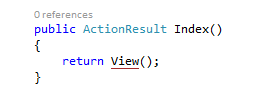 0 references
public ActionResult Index()
{
    return View();
}